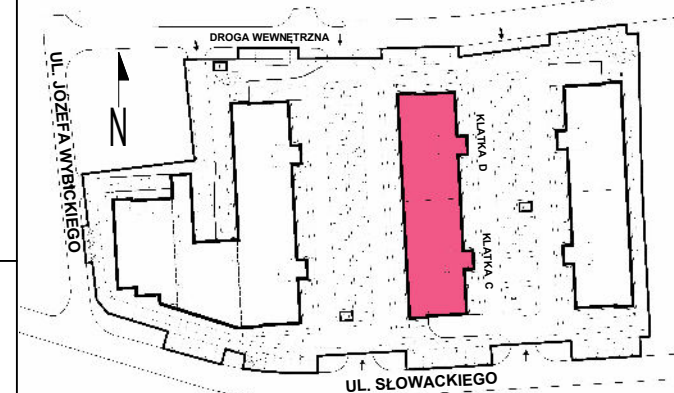 DROGA WEWNĘTRZNA
UL. JÓZEFA WYBICKIEGO
N
KLATKA D
KLATKA C
UL. SŁOWACKIEGO